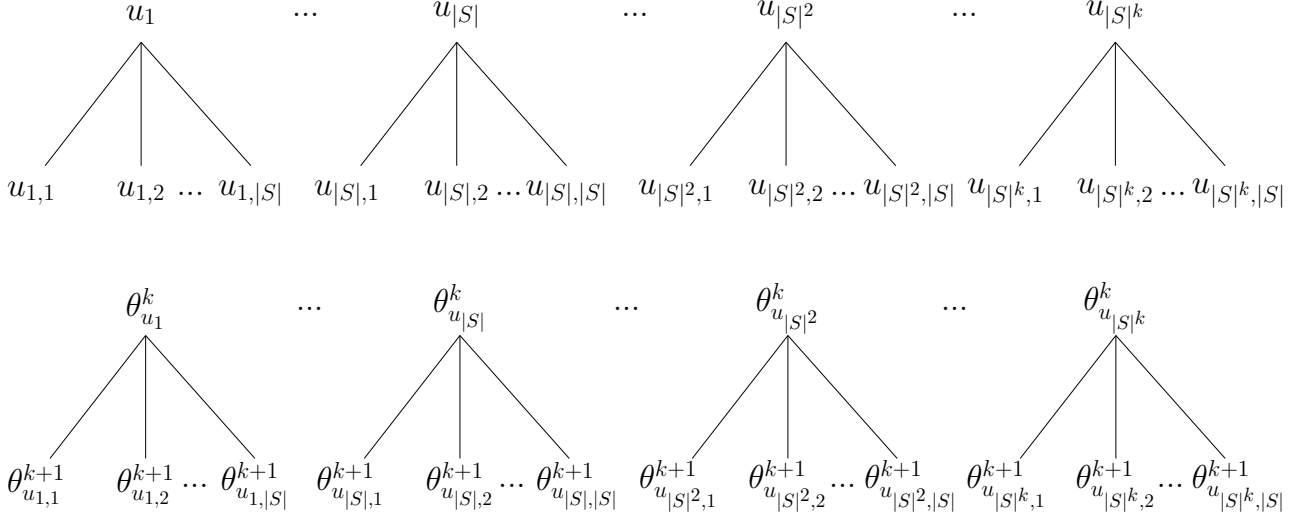 u_1 ... u_{|S|} ... u_{|S|^2} ... u_{|S|^k}
u_{1,1} u_{1,2} ... u_{1,|S|} u_{|S|,1} u_{|S|,2} ... u_{|S|,|S|} u_{|S|^2,1} u_{|S|^2,2} ... u_{|S|^2,|S|} u_{|S|^k,1} u_{|S|^k,2} ... u_{|S|^k,|S|}
θ^k_{u_1} ... θ^k_{u_{|S|}} ... θ^k_{u_{|S|^2}} ... θ^k_{u_{|S|^k}}
θ^{k+1}_{u_{1,1}} θ^{k+1}_{u_{1,2}} ... θ^{k+1}_{u_{1,|S|}} θ^{k+1}_{u_{|S|,1}} θ^{k+1}_{u_{|S|,2}} ... θ^{k+1}_{u_{|S|,|S|}} θ^{k+1}_{u_{|S|^2,1}} θ^{k+1}_{u_{|S|^2,2}} ... θ^{k+1}_{u_{|S|^2,|S|}} θ^{k+1}_{u_{|S|^k,1}} θ^{k+1}_{u_{|S|^k,2}} ... θ^{k+1}_{u_{|S|^k,|S|}}